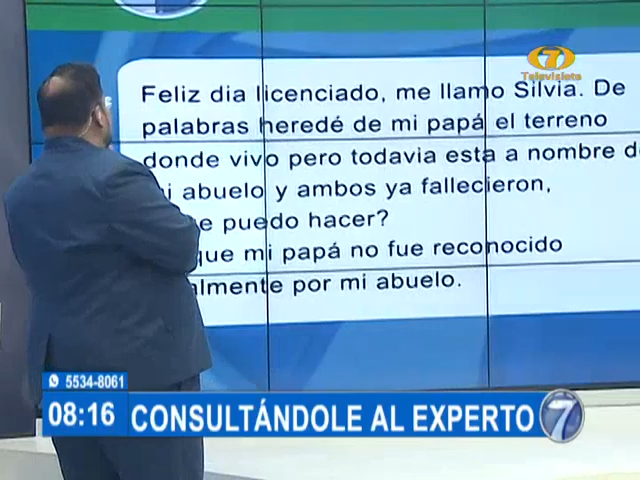 7
Televisiete
Feliz dia licenciado, me llamo Silvia. De
palabras heredé de mi papá el terreno
donde vivo pero todavia esta a nombre
abuelo y ambos ya fallecieron,
puedo hacer?
que mi papá no fue reconocido
por mi abuelo.
5534-8061
08:16 CONSULTÁNDOLE AL EXPERTO 7